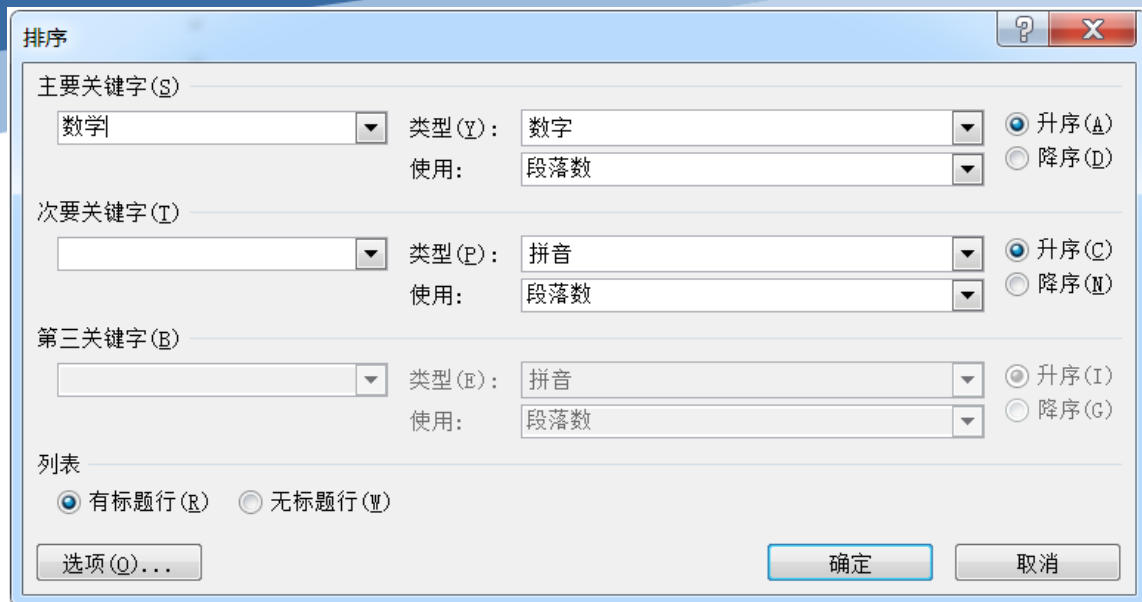 排序
主要关键字(S)
数学 类型(Y): 数字 升序(A)
使用: 段落数 降序(D)
次要关键字(T)
类型(P): 拼音 升序(C)
使用: 段落数 降序(N)
第三关键字(B)
类型(E): 拼音 升序(I)
使用: 段落数 降序(G)
列表
有标题行(R) 无标题行(W)
选项(O)... 确定 取消